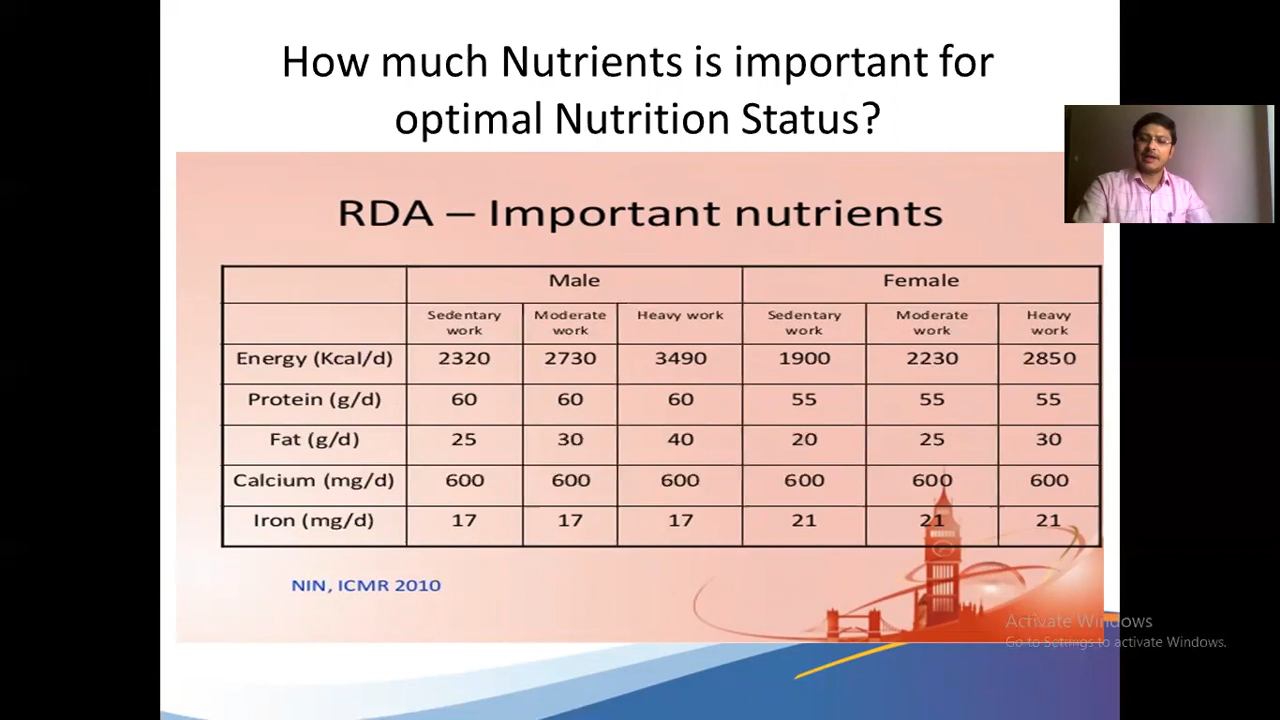 How much Nutrients is important for
optimal Nutrition Status?
RDA – Important nutrients
Male Female
Sedentary work Moderate work Heavy work Sedentary work Moderate work Heavy work
Energy (Kcal/d) 2320 2730 3490 1900 2230 2850
Protein (g/d) 60 60 60 55 55 55
Fat (g/d) 25 30 40 20 25 30
Calcium (mg/d) 600 600 600 600 600 600
Iron (mg/d) 17 17 17 21 21 21
NIN, ICMR 2010
Activate Windows
Go to Settings to activate Windows.